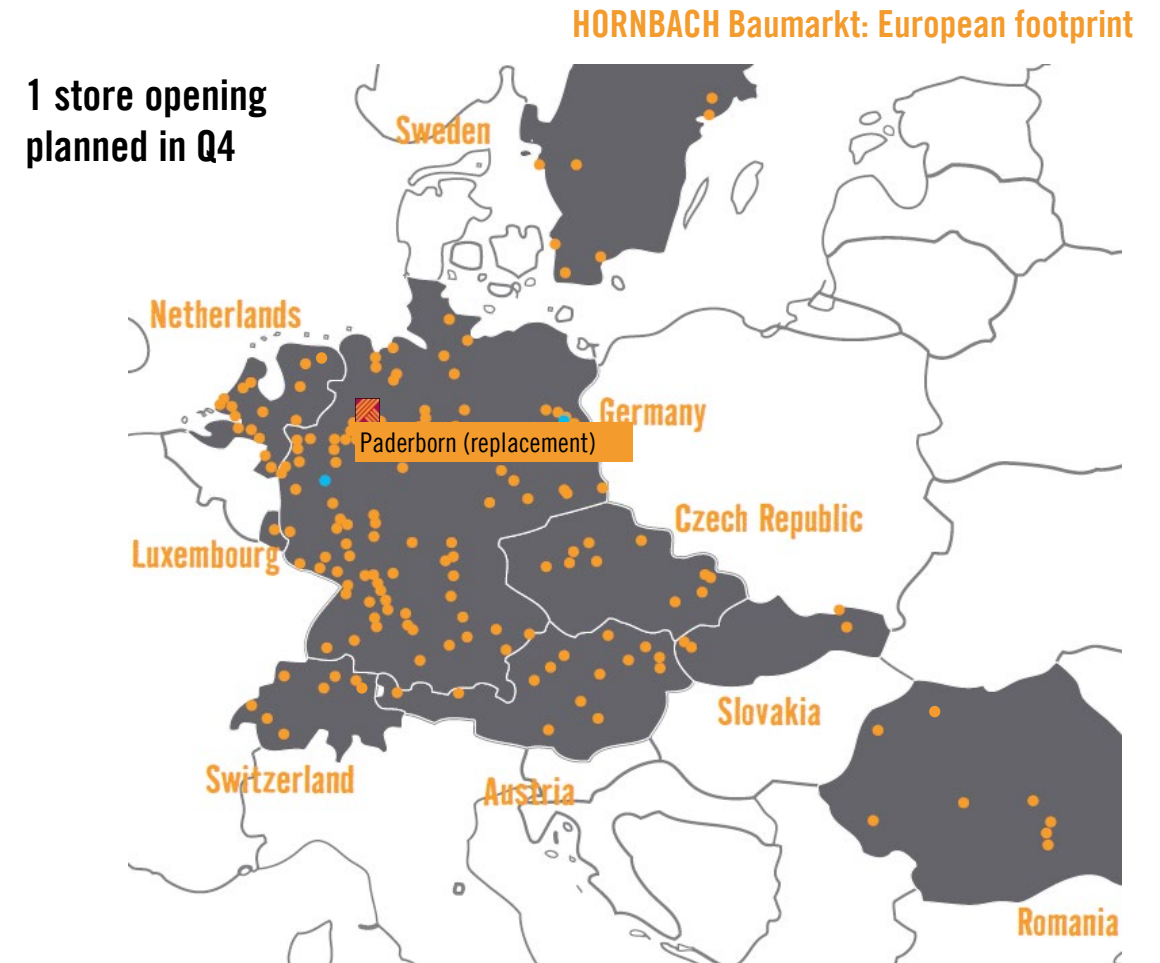 HORNBACH Baumarkt: European footprint
1 store opening
planned in Q4
Sweden
Netherlands
Germany
Paderborn (replacement)
Czech Republic
Luxembourg
Slovakia
Switzerland
Austria
Romania